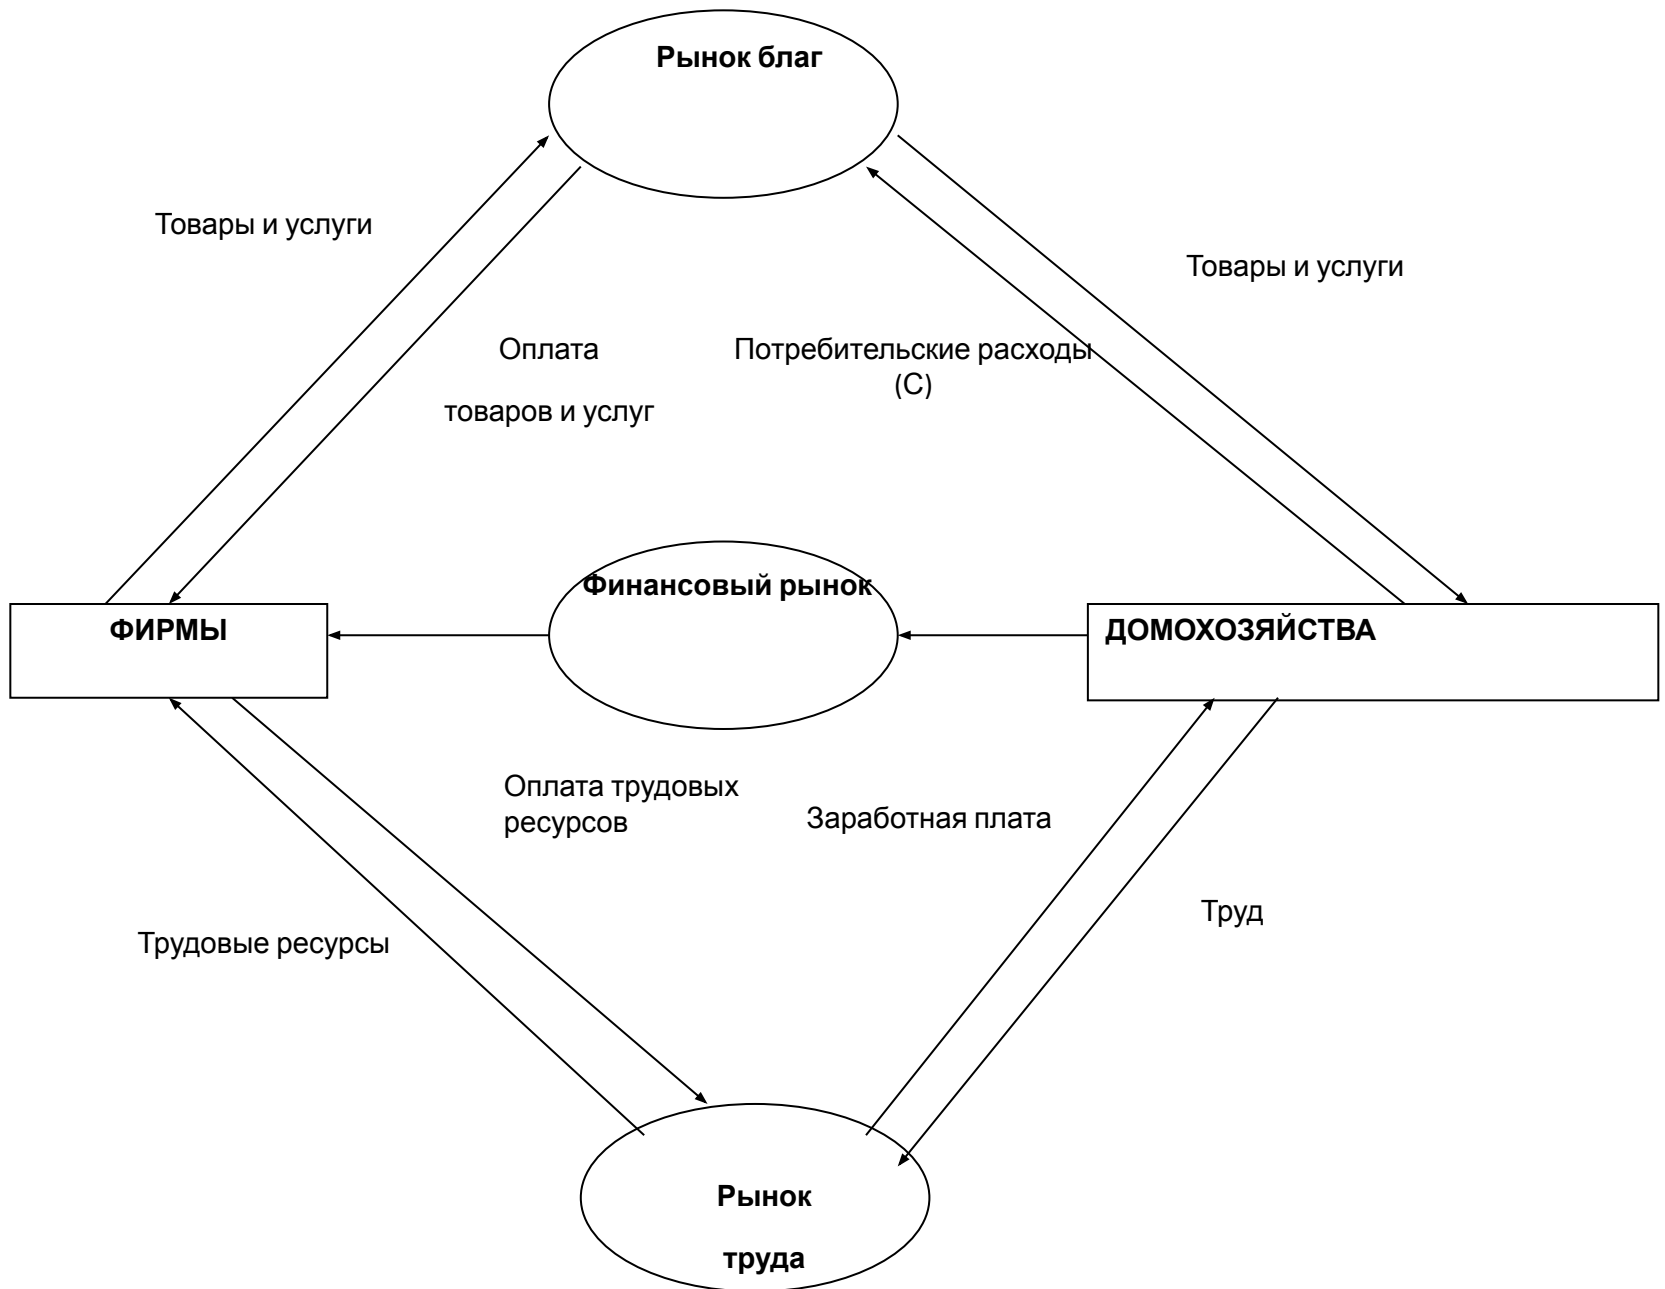 Рынок благ
Товары и услуги
Товары и услуги
Оплата
товаров и услуг
Потребительские расходы
(С)
Финансовый рынок
ФИРМЫ
ДОМОХОЗЯЙСТВА
Оплата трудовых
ресурсов
Заработная плата
Труд
Трудовые ресурсы
Рынок
труда